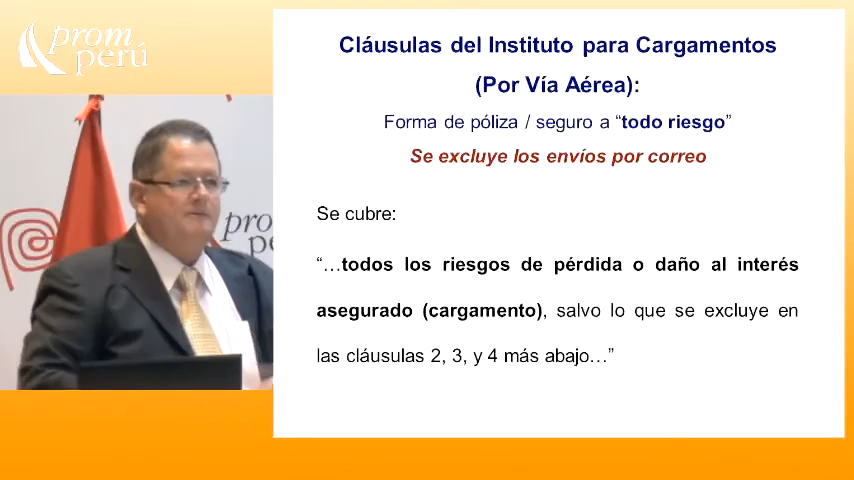 prom
perú
Cláusulas del Instituto para Cargamentos
(Por Vía Aérea):
Forma de póliza / seguro a “todo riesgo”
Se excluye los envíos por correo
Se cubre:
“…todos los riesgos de pérdida o daño al interés
asegurado (cargamento), salvo lo que se excluye en
las cláusulas 2, 3, y 4 más abajo…”
prom
pe